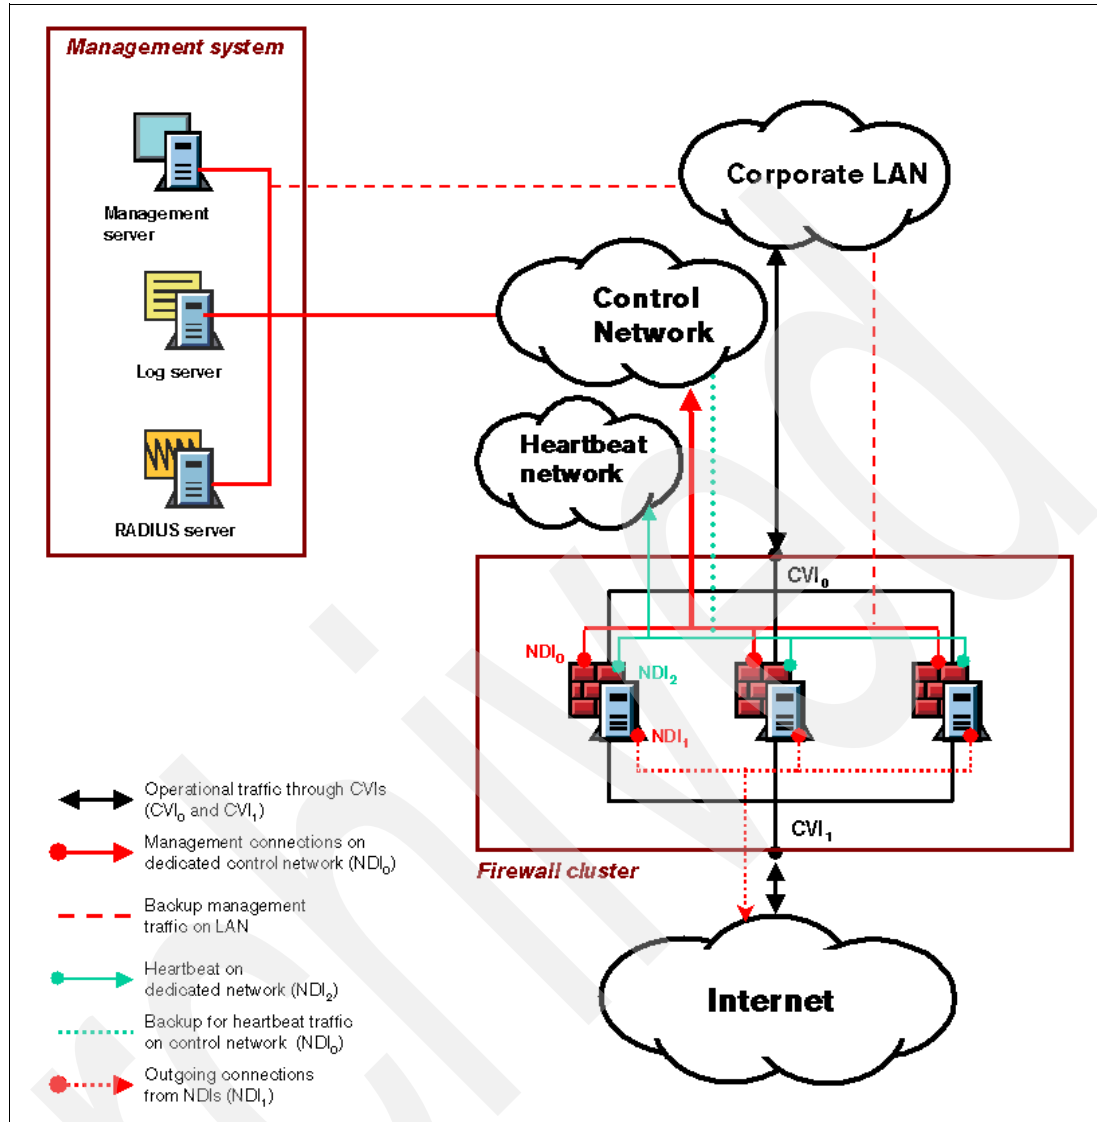 Management system
Management
server
Log server
RADIUS server
Corporate LAN
Control
Network
Heartbeat
network
CVI0
NDI0
NDI2
NDI1
CVI1
Firewall cluster
Internet
Operational traffic through CVIs
(CVI0 and CVI1)
Management connections on
dedicated control network (NDI0)
Backup management
traffic on LAN
Heartbeat on
dedicated network (NDI2)
Backup for heartbeat traffic
on control network (NDI0)
Outgoing connections
from NDIs (NDI1)